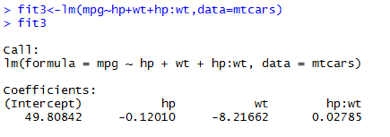 > fit3<-lm(mpg~hp+wt+hp:wt,data=mtcars)
> fit3
Call:
lm(formula = mpg ~ hp + wt + hp:wt, data = mtcars)
Coefficients:
(Intercept) hp wt hp:wt
49.80842 -0.12010 -8.21662 0.02785